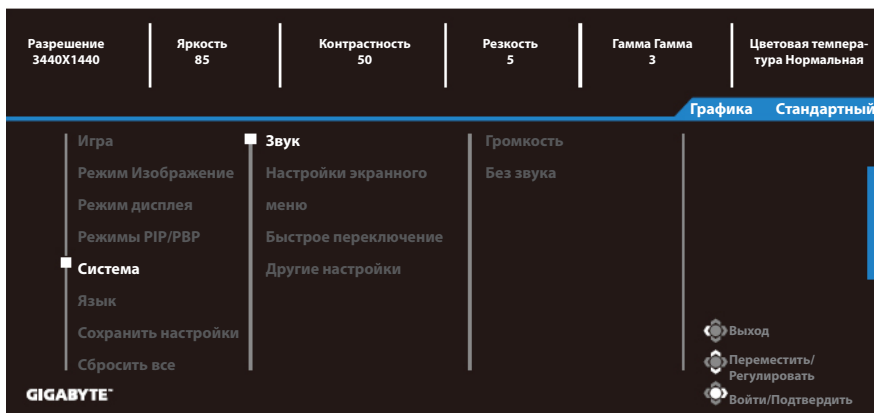 Разрешение
3440X1440
Яркость
85
Контрастность
50
Резкость
5
Гамма Гамма
3
Цветовая темпера-
тура Нормальная
Графика Стандартный
Игра
Режим Изображение
Режим дисплея
Режимы PIP/PBP
Система
Язык
Сохранить настройки
Сбросить все
Звук
Настройки экранного
меню
Быстрое переключение
Другие настройки
Громкость
Без звука
Выход
Переместить/
Регулировать
Войти/Подтвердить
GIGABYTE™